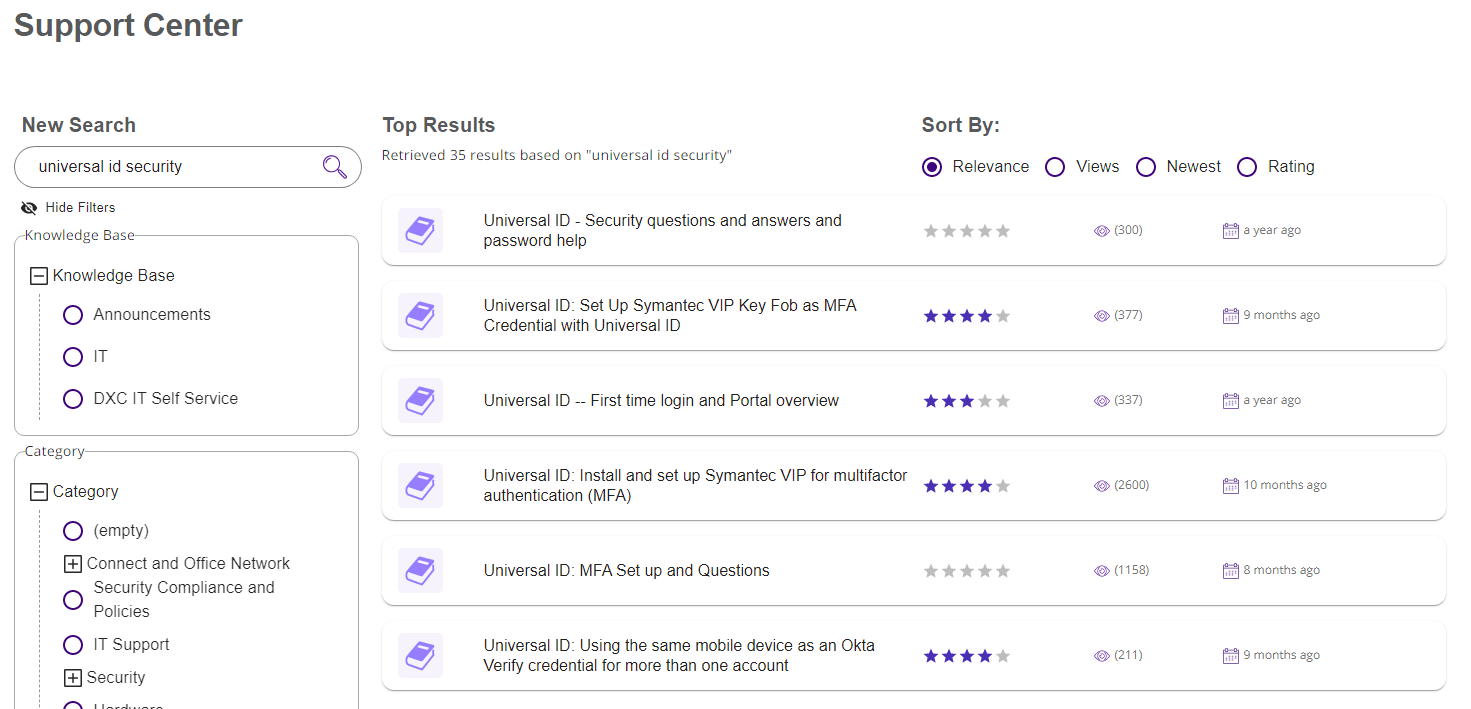 Support Center
New Search
universal id security
Hide Filters
Knowledge Base
Knowledge Base
Announcements
IT
DXC IT Self Service
Category
Category
(empty)
Connect and Office Network
Security Compliance and
Policies
IT Support
Security
Hardware
Top Results
Retrieved 35 results based on "universal id security"
Sort By:
Relevance Views Newest Rating
Universal ID - Security questions and answers and
password help
(300) a year ago
Universal ID: Set Up Symantec VIP Key Fob as MFA
Credential with Universal ID
(377) 9 months ago
Universal ID -- First time login and Portal overview
(337) a year ago
Universal ID: Install and set up Symantec VIP for multifactor
authentication (MFA)
(2600) 10 months ago
Universal ID: MFA Set up and Questions
(1158) 8 months ago
Universal ID: Using the same mobile device as an Okta
Verify credential for more than one account
(211) 9 months ago